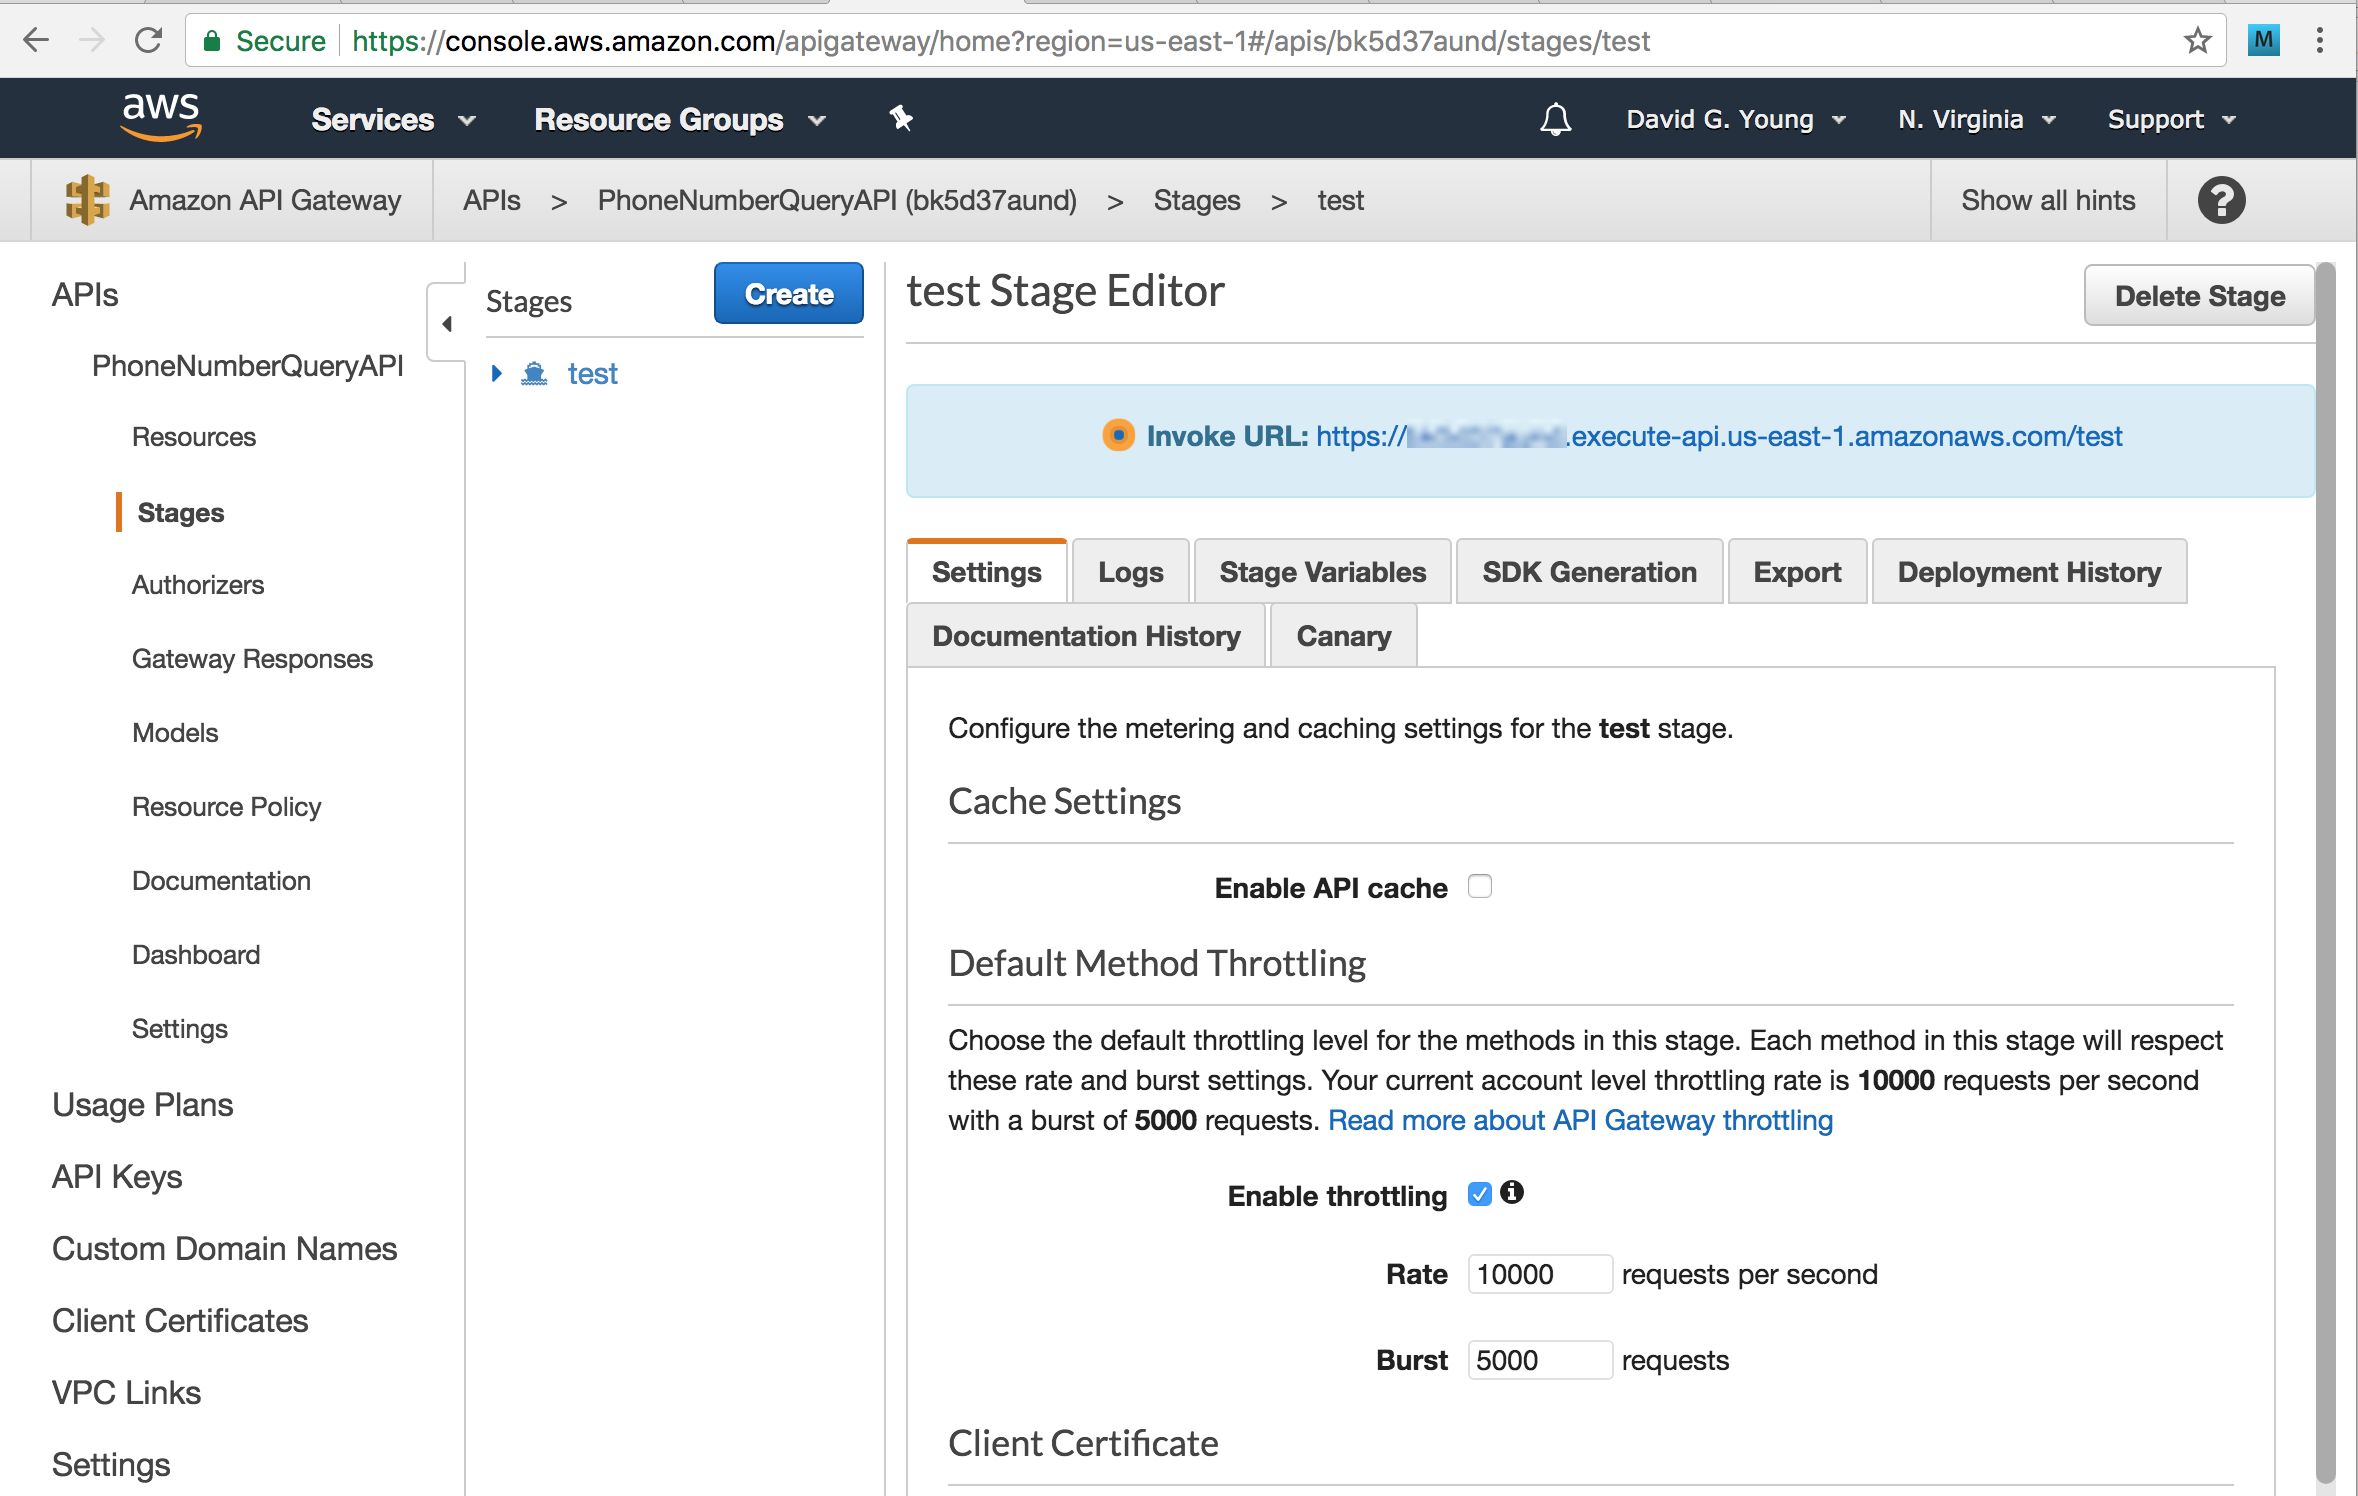 Secure https://console.aws.amazon.com/apigateway/home?region=us-east-1#/apis/bk5d37aund/stages/test M
aws Services Resource Groups David G. Young N. Virginia Support
Amazon API Gateway APIs > PhoneNumberQueryAPI (bk5d37aund) > Stages > test Show all hints ?
APIs
PhoneNumberQueryAPI
Resources
Stages
Authorizers
Gateway Responses
Models
Resource Policy
Documentation
Dashboard
Settings
Usage Plans
API Keys
Custom Domain Names
Client Certificates
VPC Links
Settings
Stages Create
test
test Stage Editor Delete Stage
Invoke URL: https:// .execute-api.us-east-1.amazonaws.com/test
Settings Logs Stage Variables SDK Generation Export Deployment History
Documentation History Canary
Configure the metering and caching settings for the test stage.
Cache Settings
Enable API cache
Default Method Throttling
Choose the default throttling level for the methods in this stage. Each method in this stage will respect
these rate and burst settings. Your current account level throttling rate is 10000 requests per second
with a burst of 5000 requests. Read more about API Gateway throttling
Enable throttling
Rate 10000 requests per second
Burst 5000 requests
Client Certificate